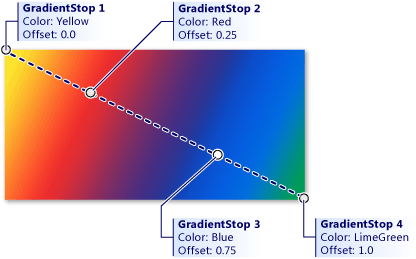 GradientStop 1
Color: Yellow
Offset: 0.0
GradientStop 2
Color: Red
Offset: 0.25
GradientStop 3
Color: Blue
Offset: 0.75
GradientStop 4
Color: LimeGreen
Offset: 1.0